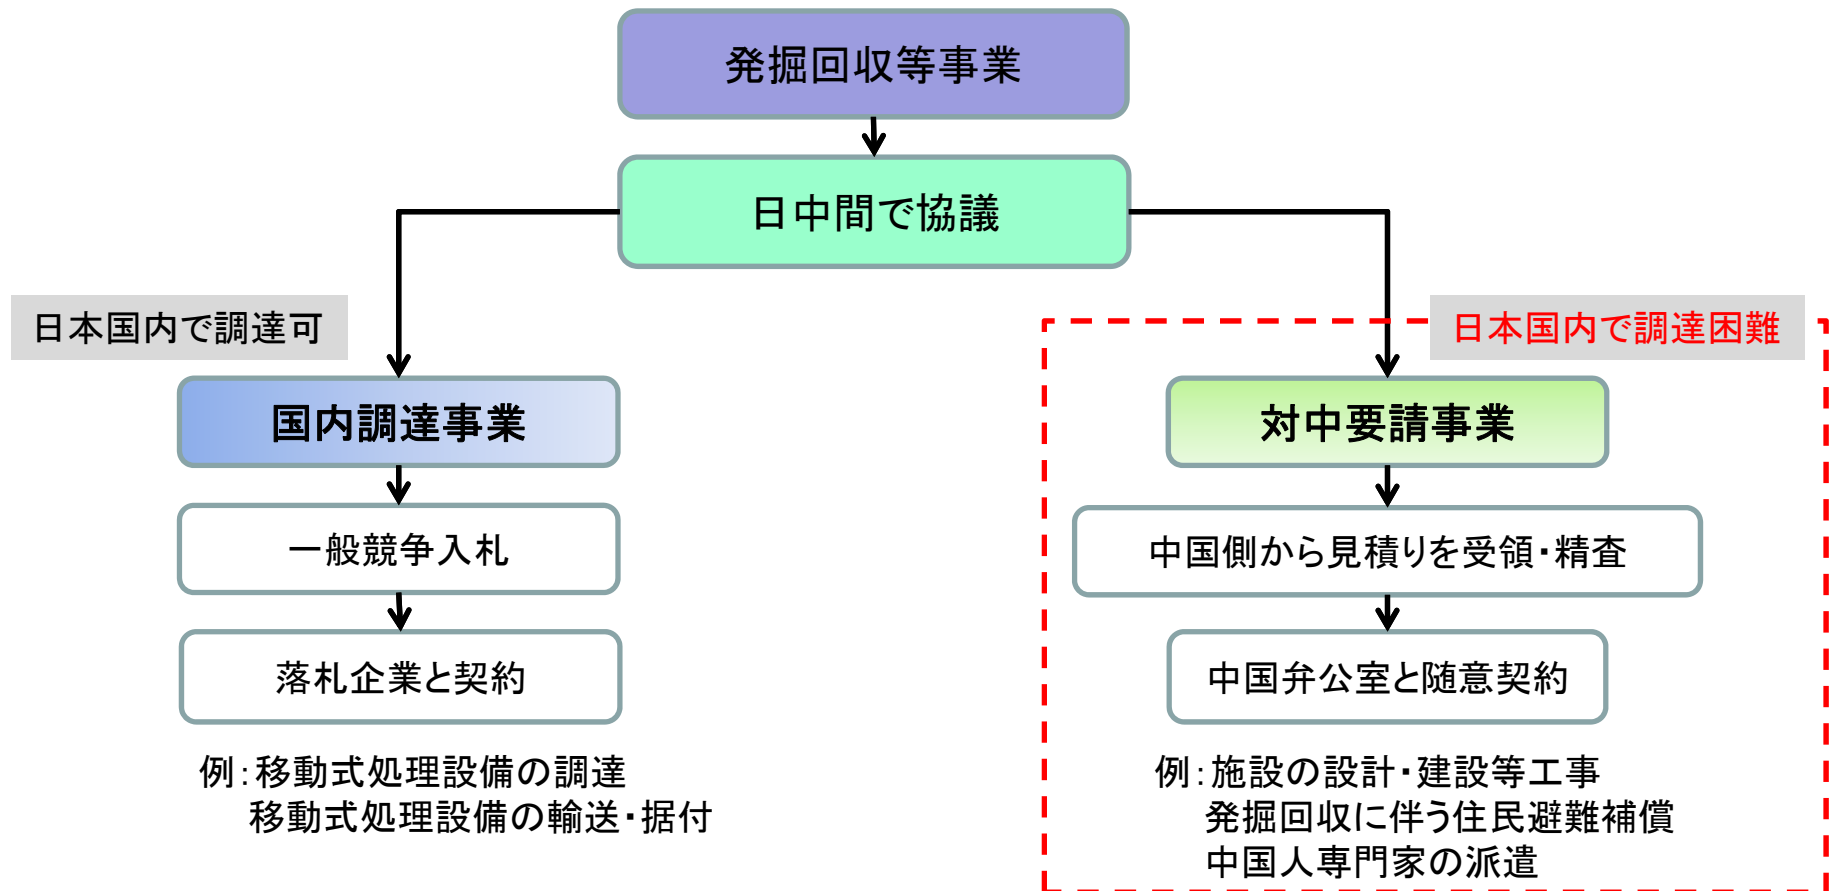 発掘回収等事業
日中間で協議
日本国内で調達可
国内調達事業
一般競争入札
落札企業と契約
例：移動式処理設備の調達
移動式処理設備の輸送・据付
日本国内で調達困難
対中要請事業
中国側から見積りを受領・精査
中国弁公室と随意契約
例：施設の設計・建設等工事
発掘回収に伴う住民避難補償
中国人専門家の派遣